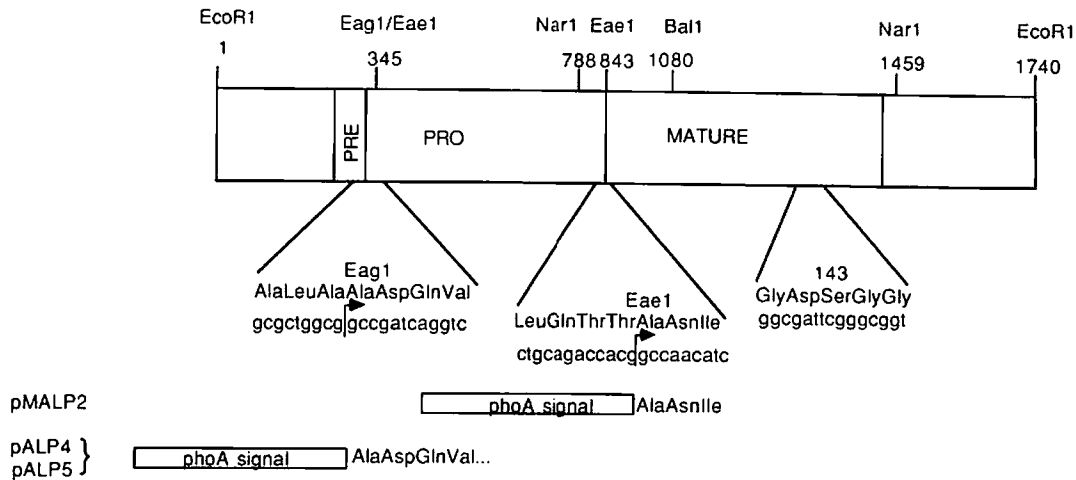 EcoR1 Eag1/Eae1 Nar1 Eae1 Bal1 Nar1 EcoR1
1 345 788 843 1080 1459 1740
PRE PRO MATURE
Eag1
AlaLeuAlaAlaAspGlnVal
gcgctggcggccgatcaggtc
Eae1
LeuGlnThrThrAlaAsnIle
ctgcagaccacggccaacatc
143
GlyAspSerGlyGly
ggcgattcgggcggt
pMALP2 phoA signal AlaAsnIle
pALP4
pALP5 } phoA signal AlaAspGlnVal...